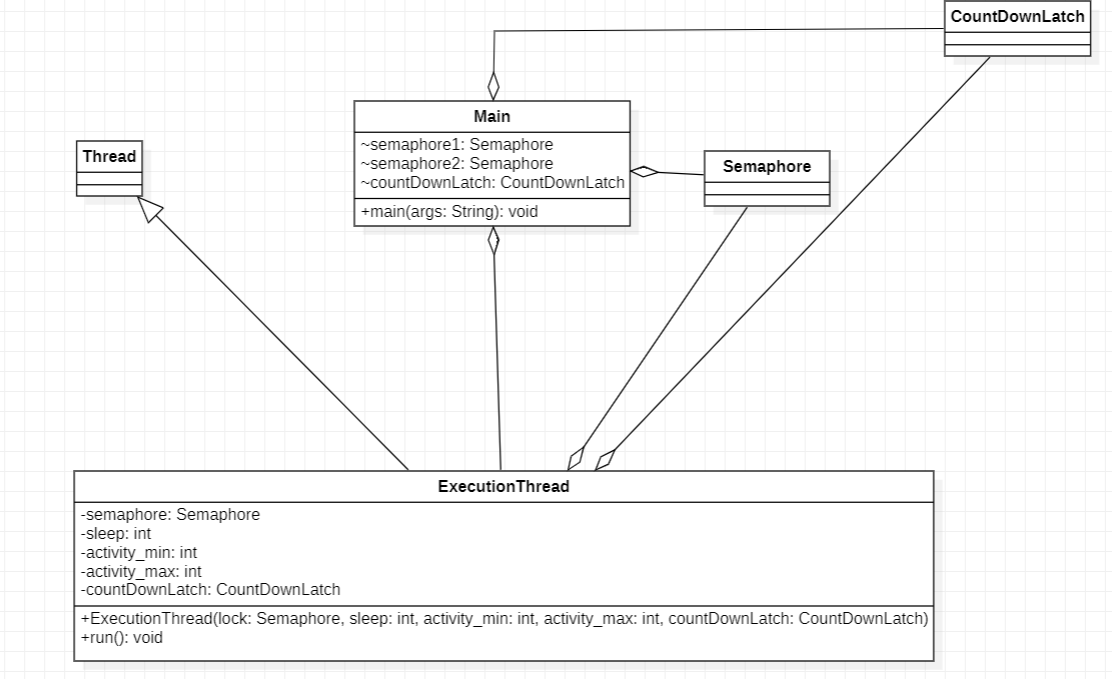 CountDownLatch
Main
~semaphore1: Semaphore
~semaphore2: Semaphore
~countDownLatch: CountDownLatch
+main(args: String): void
Thread
Semaphore
ExecutionThread
-semaphore: Semaphore
-sleep: int
-activity_min: int
-activity_max: int
-countDownLatch: CountDownLatch
+ExecutionThread(lock: Semaphore, sleep: int, activity_min: int, activity_max: int, countDownLatch: CountDownLatch)
+run(): void